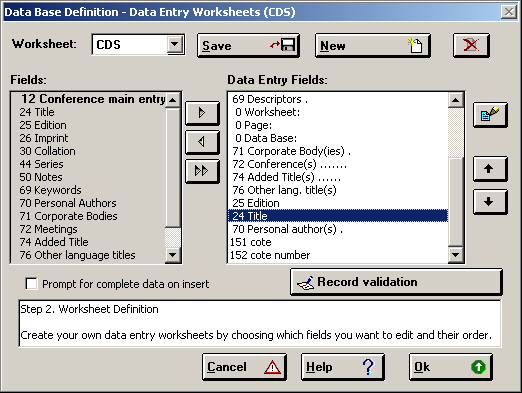 Data Base Definition - Data Entry Worksheets (CDS)
Worksheet: CDS Save New
Fields:
12 Conference main entry
24 Title
25 Edition
26 Imprint
30 Collation
44 Series
50 Notes
69 Keywords
70 Personal Authors
71 Corporate Bodies
72 Meetings
74 Added Title
76 Other language titles
Data Entry Fields:
69 Descriptors .
0 Worksheet:
0 Page:
0 Data Base:
71 Corporate Body(ies) .
72 Conference(s) .......
74 Added Title(s) ......
76 Other lang. title(s)
25 Edition
24 Title
70 Personal author(s) .
151 cote
152 cote number
Prompt for complete data on insert
Record validation
Step 2. Worksheet Definition
Create your own data entry worksheets by choosing which fields you want to edit and their order.
Cancel Help ? Ok